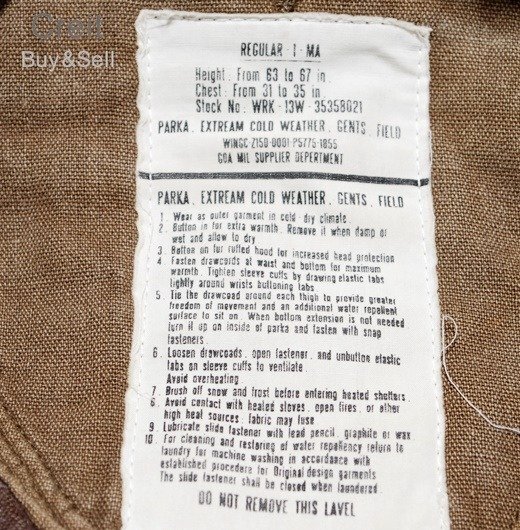 Crest
Buy&Sell
REGULAR I-MA
Height. From 63 to 67 in.
Chest. From 31 to 35 in.
Stock No. WRK-13W-35358021
PARKA, EXTREAM COLD WEATHER, GENTS, FIELD
WINGC Z150-0001 PS775-1855
GOA MIL SUPPLIER DEPERTMENT
PARKA, EXTREAM COLD WEATHER, GENTS, FIELD
1. Wear as outer garment in cold-dry climate
2. Button in for extra warmth. Remove it when damp or
wet and allow to dry
3. Button on fur ruffed hood for increased head protection
4. Fasten drawcords at waist and bottom for maximum
warmth. Tighten sleeve cuffs by drawing elastic tabs
tightly around wrists buttoning tabs
5. Tie the drawcoad around each thigh to provide greater
freedom of movement and an additional water repellent
surface to sit on. When bottom extension is not needed
turn it up on inside of parka and fasten with snap
fasteners
6. Loosen drawcoads, open fastener, and unbutton elastic
tabs on sleeve cuffs to ventilate.
Avoid overheating
7. Brush off snow and frost before entering heated shelters.
8. Avoid contact with heated stoves, open fires, or other
high heat sources. fabric may fuse
9. Lubricate slide fastener with lead pencil, graphite or wax
10. For cleaning and restoring of water repellency return to
laundry for machine washing in accordance with
established procedere for Original design garments
The slide fastener shall be closed when laundered
DO NOT REMOVE THIS LAVEL